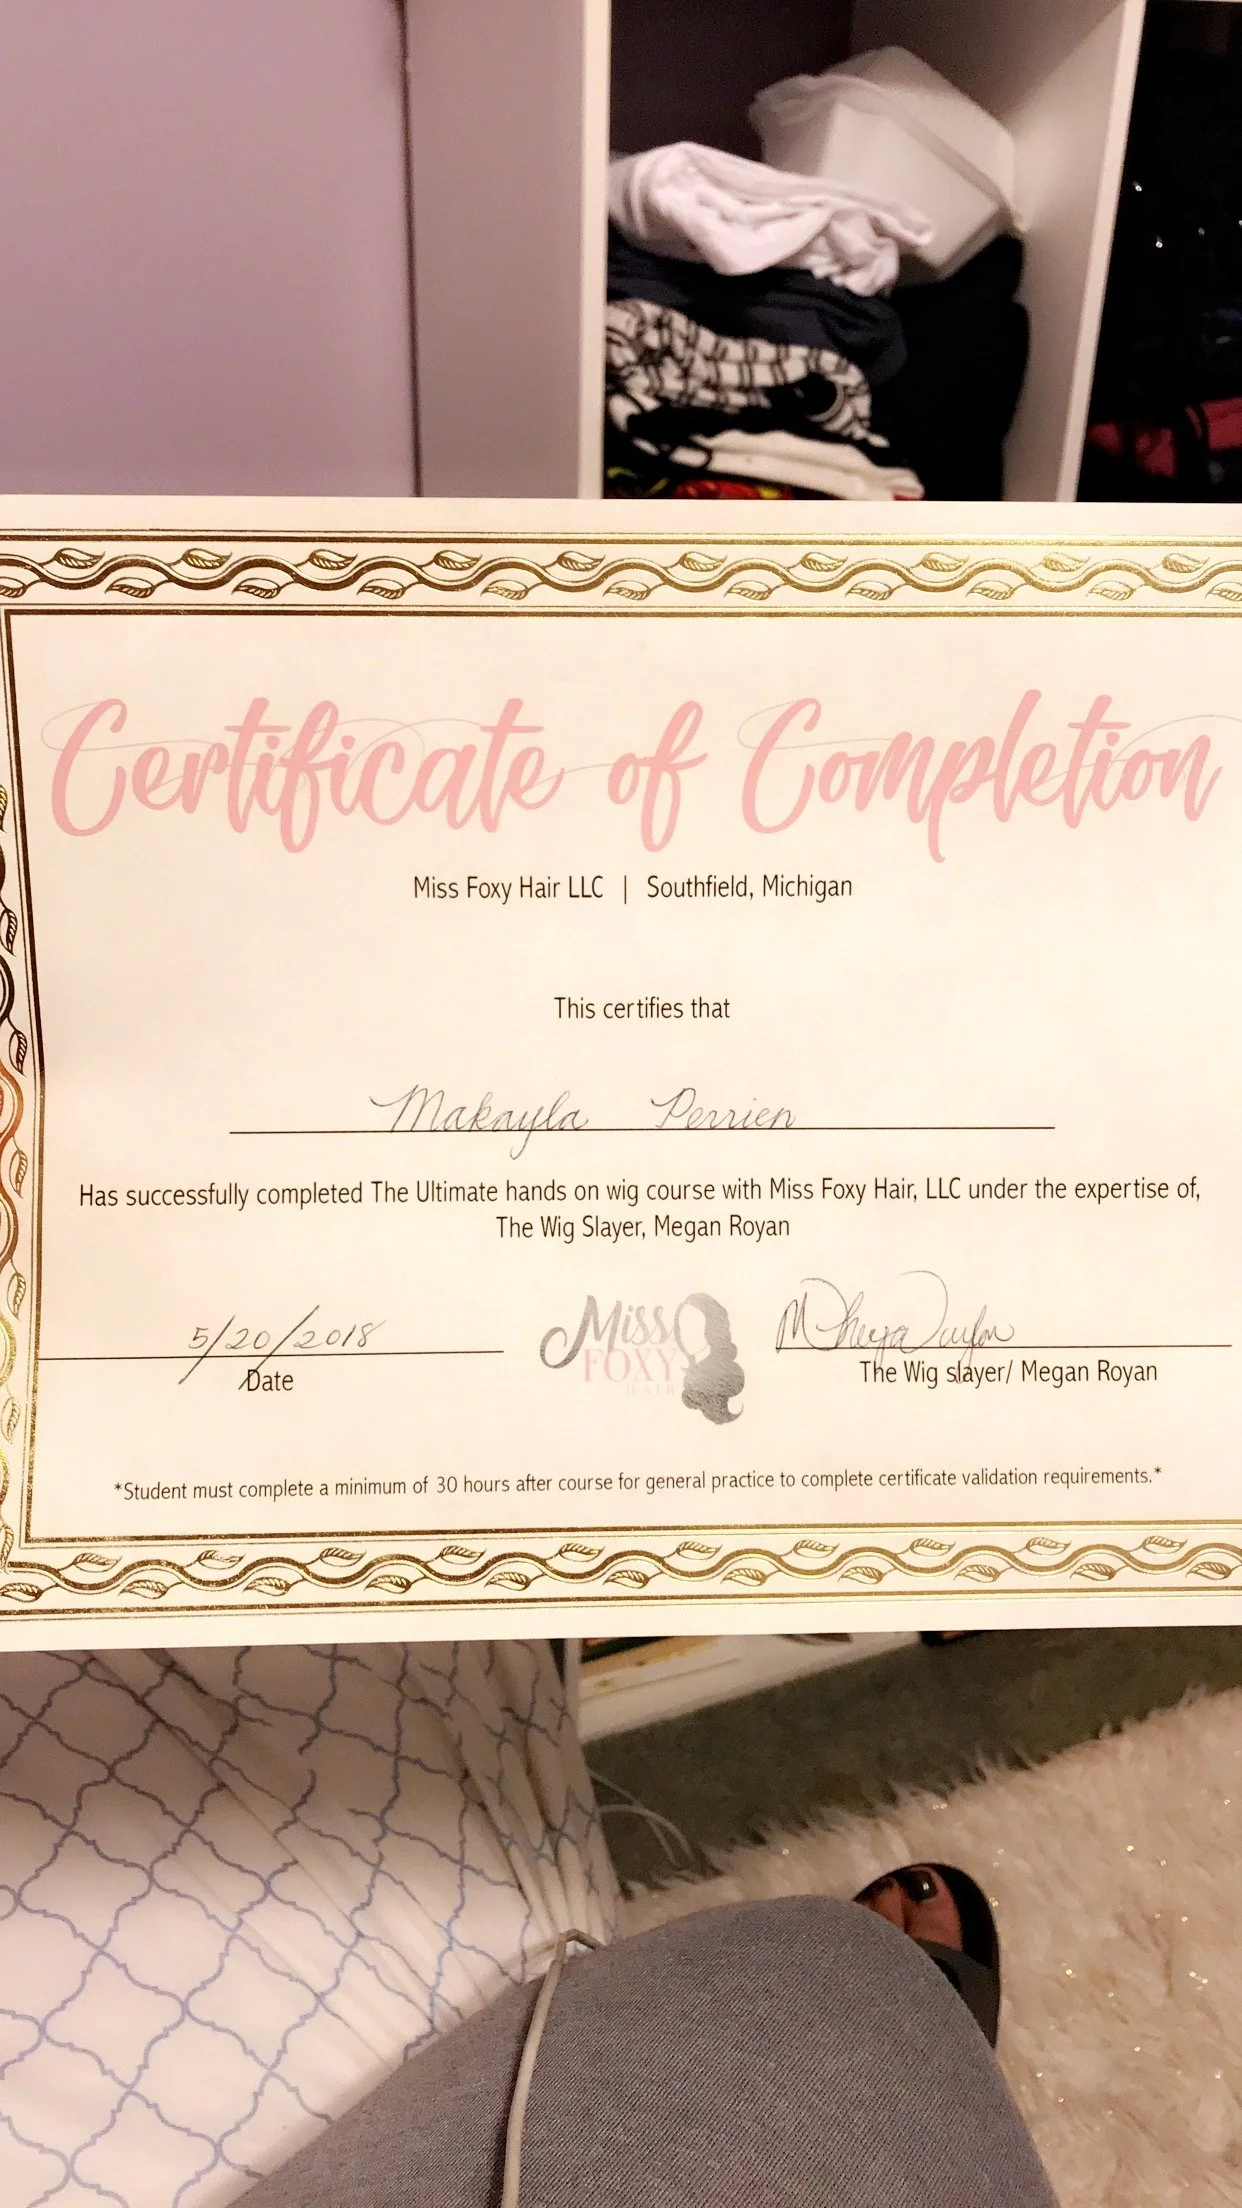 Certificate of Completion
Miss Foxy Hair LLC | Southfield, Michigan
This certifies that
Makayla Perrien
Has successfully completed The Ultimate hands on wig course with Miss Foxy Hair, LLC under the expertise of,
The Wig Slayer, Megan Royan
5/20/2018
Date
MISS
FOXY
HAIR
The Wig slayer/ Megan Royan
*Student must complete a minimum of 30 hours after course for general practice to complete certificate validation requirements.*